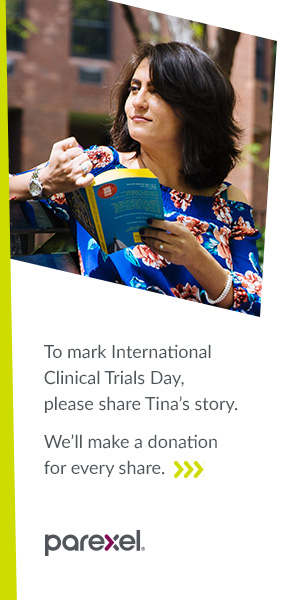 To mark International
Clinical Trials Day,
please share Tina's story.
We'll make a donation
for every share.
parexel.